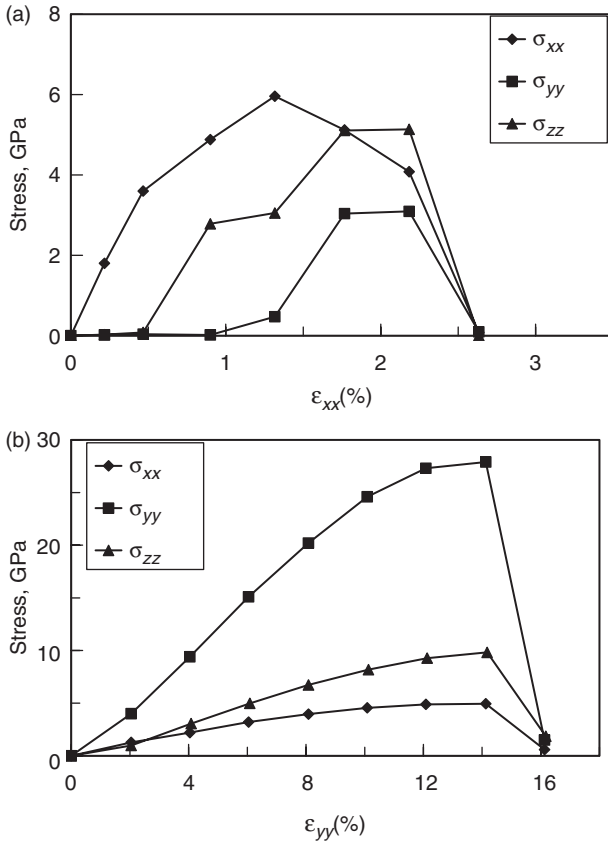 (a)
8
6
4
2
0
Stress, GPa
σxx
σyy
σzz
0 1 2 3
εxx(%)
(b)
30
20
10
0
Stress, GPa
σxx
σyy
σzz
0 4 8 12 16
εyy(%)